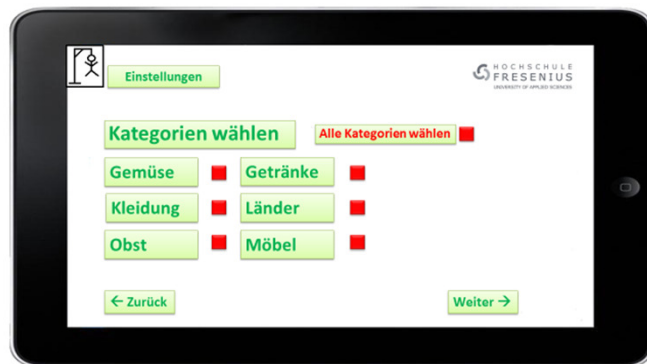 Einstellungen
HOCHSCHULE
FRESENIUS
UNIVERSITY OF APPLIED SCIENCES
Kategorien wählen
Alle Kategorien wählen
Gemüse
Getränke
Kleidung
Länder
Obst
Möbel
← Zurück
Weiter →